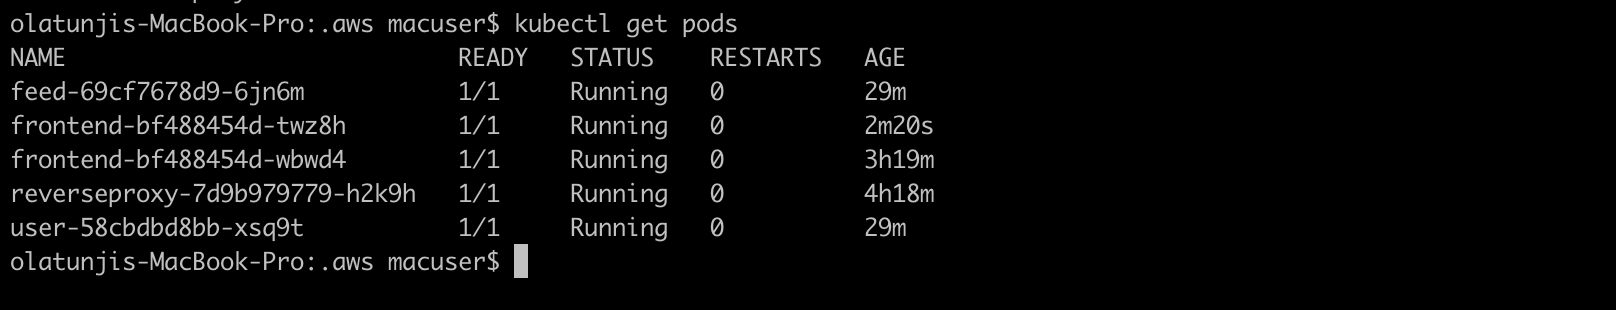 olatunjis-MacBook-Pro:.aws macuser$ kubectl get pods
NAME READY STATUS RESTARTS AGE
feed-69cf7678d9-6jn6m 1/1 Running 0 29m
frontend-bf488454d-twz8h 1/1 Running 0 2m20s
frontend-bf488454d-wbwd4 1/1 Running 0 3h19m
reverseproxy-7d9b979779-h2k9h 1/1 Running 0 4h18m
user-58cbdbd8bb-xsq9t 1/1 Running 0 29m
olatunjis-MacBook-Pro:.aws macuser$